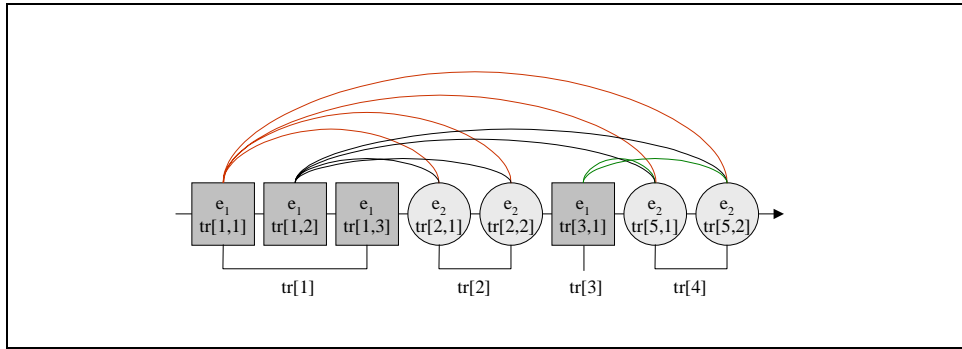 e1 e1 e1 e2 e2 e1 e2 e2
tr[1,1] tr[1,2] tr[1,3] tr[2,1] tr[2,2] tr[3,1] tr[5,1] tr[5,2]
tr[1] tr[2] tr[3] tr[4]